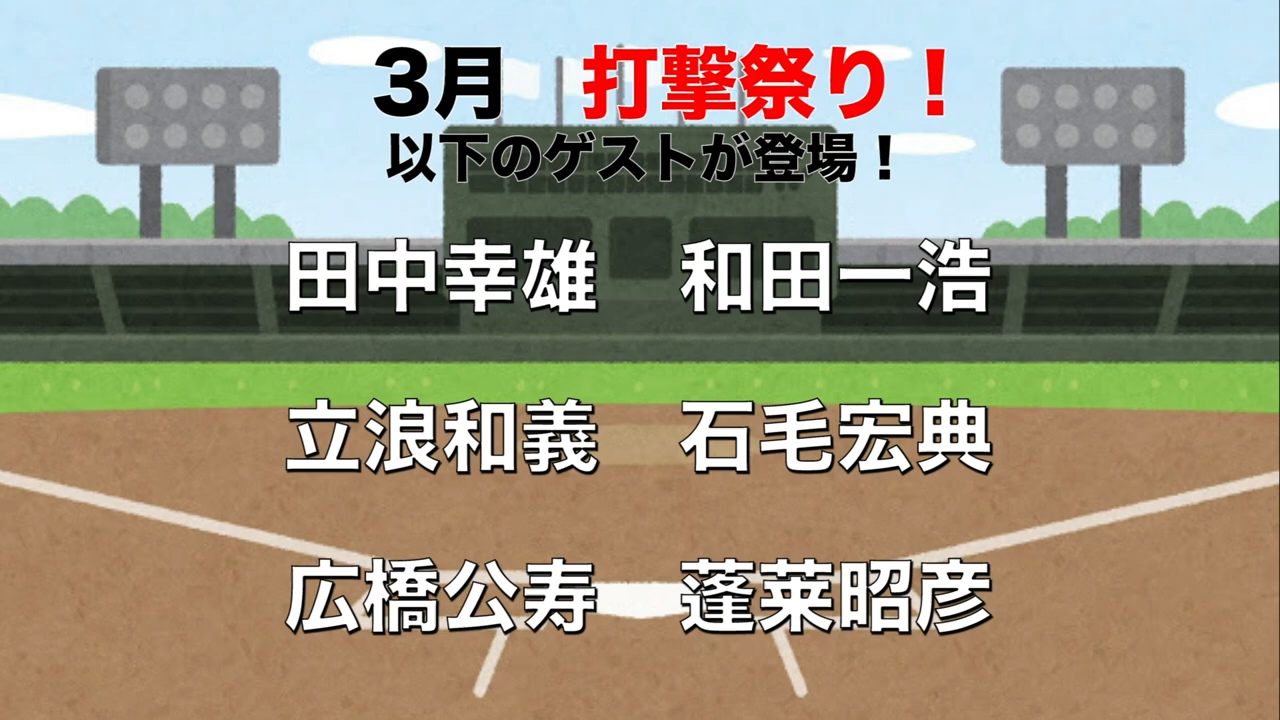 3月　打撃祭り！
以下のゲストが登場！
田中幸雄　和田一浩
立浪和義　石毛宏典
広橋公寿　蓬莱昭彦